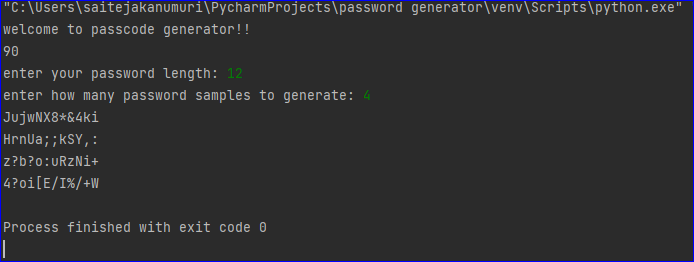 "C:\Users\saitejakanumuri\PycharmProjects\password generator\venv\Scripts\python.exe"
welcome to passcode generator!!
90
enter your password length: 12
enter how many password samples to generate: 4
JujwNX8*&4ki
HrnUa;;kSY,:
z?b?o:uRzNi+
4?oi[E/I%/+W
Process finished with exit code 0